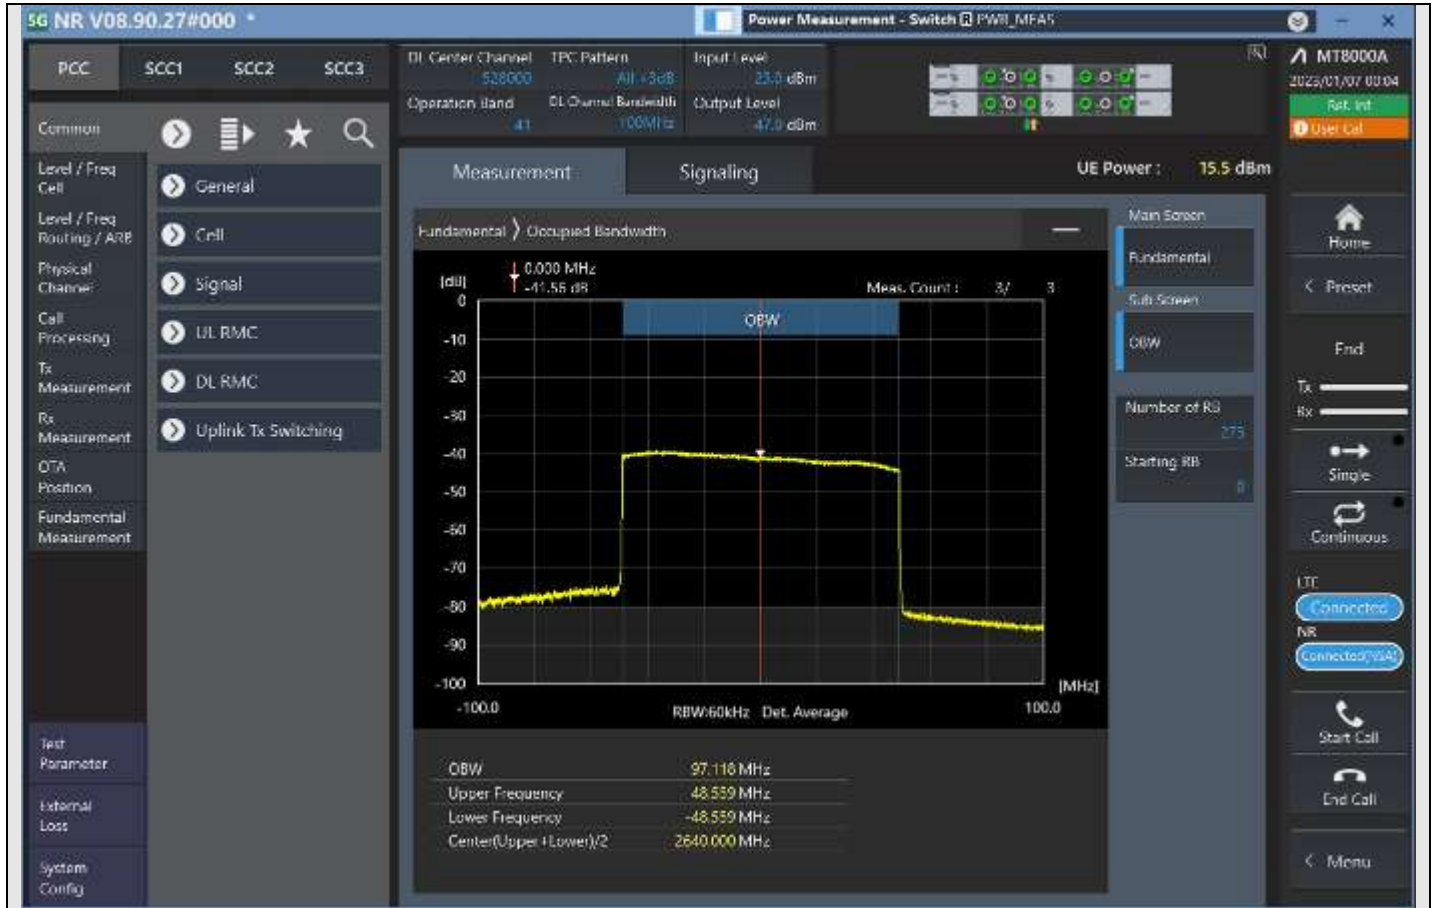 SG NR V08.90.27#000 *
Power Measurement - Switch PWR_MEAS
PCC SCC1 SCC2 SCC3
DL Center Channel TPC Pattern Input Level
528000 All +3dB 23.0 dBm
Operation Band DL Channel Bandwidth Output Level
41 100MHz -47.0 dBm
MT8000A
2023/01/07 00:04
Ref. Int
User Cal
Common
Level / Freq
Cell
Level / Freq
Routing / ARB
Physical
Channel
Call
Processing
Tx
Measurement
Rx
Measurement
OTA
Position
Fundamental
Measurement
Test
Parameter
External
Loss
System
Config
General
Cell
Signal
UL RMC
DL RMC
Uplink Tx Switching
Measurement Signaling
UE Power : 15.5 dBm
Fundamental Occupied Bandwidth
[dB]
0.000 MHz
-41.56 dB
Meas. Count : 3/ 3
OBW
0
-10
-20
-30
-40
-50
-60
-70
-80
-90
-100
[MHz]
-100.0 RBW:60kHz Det. Average 100.0
OBW 97.118 MHz
Upper Frequency 48.559 MHz
Lower Frequency -48.559 MHz
Center(Upper+Lower)/2 2640.000 MHz
Main Screen
Fundamental
Sub Screen
OBW
Number of RB
273
Starting RB
0
Home
< Preset
End
Tx
Rx
Single
Continuous
LTE
Connected
NR
Connected(NSA)
Start Call
End Call
< Menu